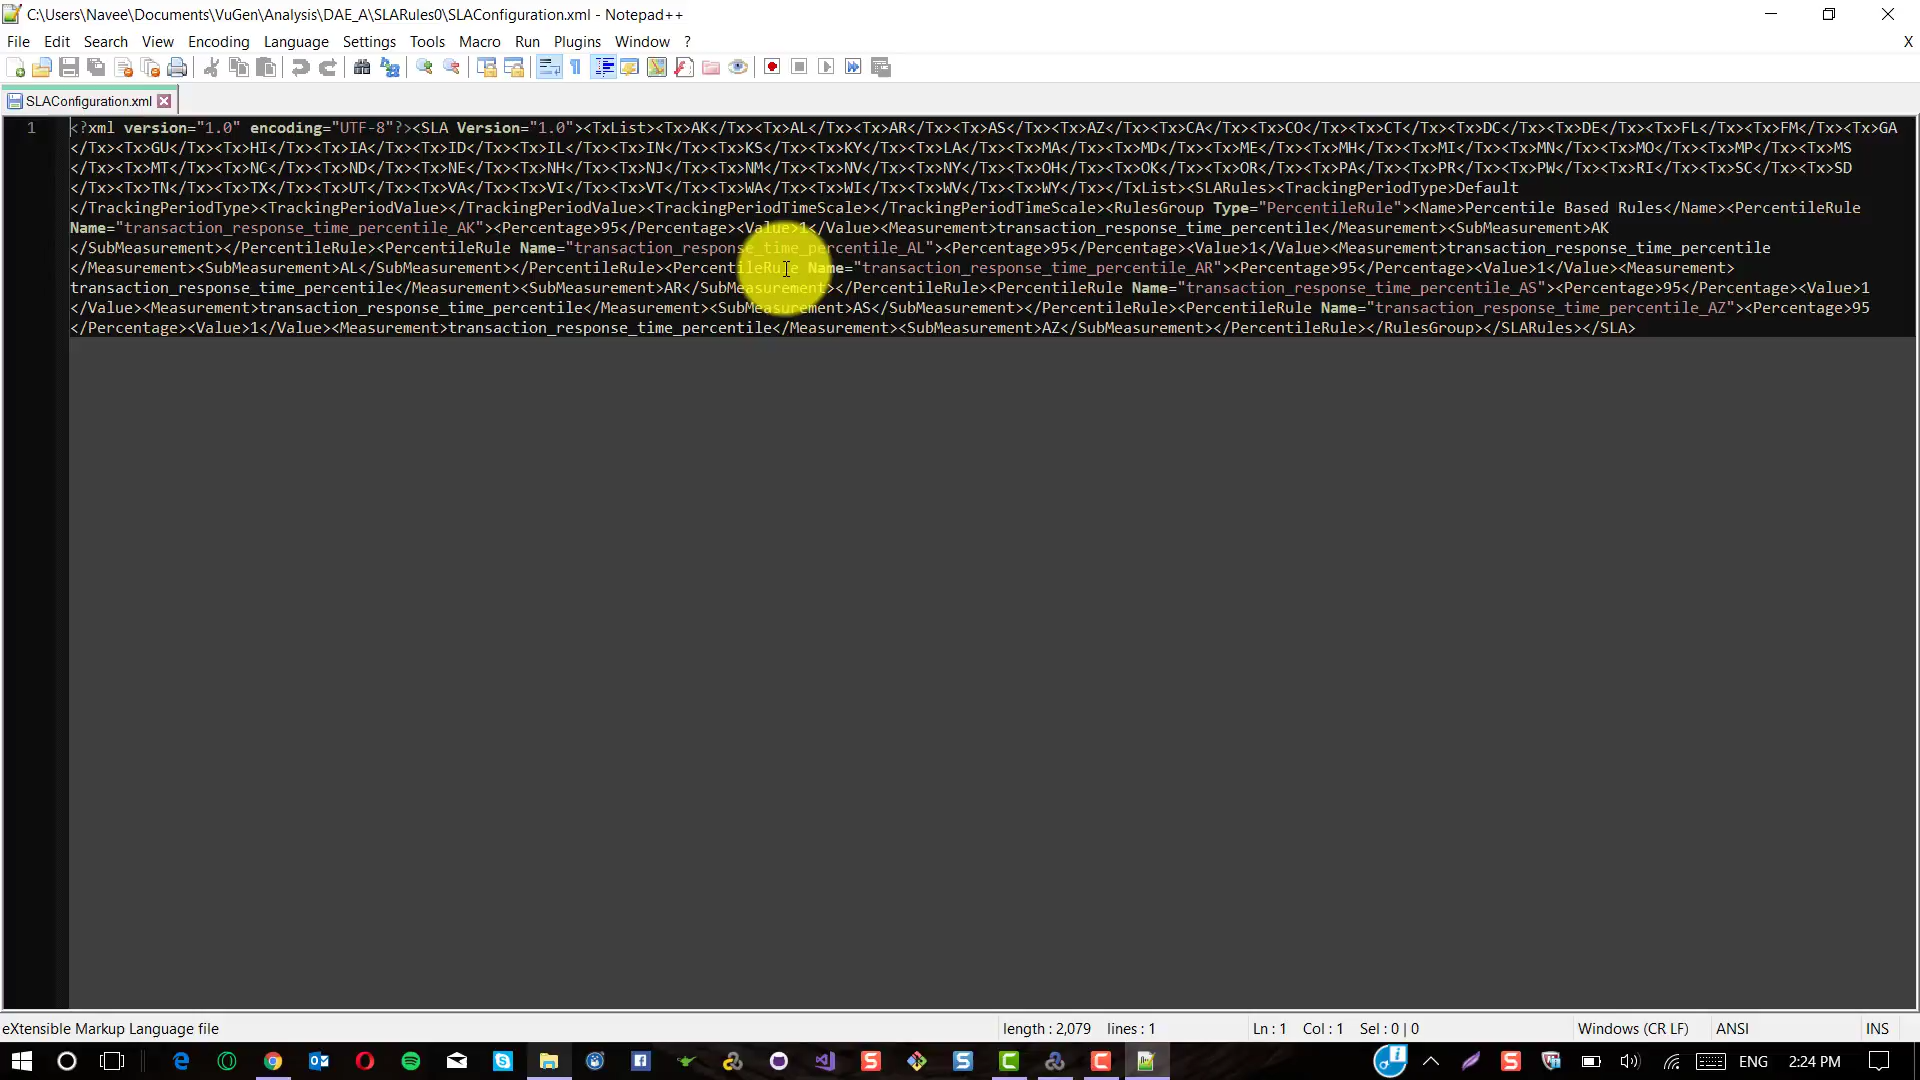 C:\Users\Navee\Documents\VuGen\Analysis\DAE_A\SLARules0\SLAConfiguration.xml - Notepad++
File Edit Search View Encoding Language Settings Tools Macro Run Plugins Window ? X
SLAConfiguration.xml
1 <?xml version="1.0" encoding="UTF-8"?><SLA Version="1.0"><TxList><Tx>AK</Tx><Tx>AL</Tx><Tx>AR</Tx><Tx>AS</Tx><Tx>AZ</Tx><Tx>CA</Tx><Tx>CO</Tx><Tx>CT</Tx><Tx>DC</Tx><Tx>DE</Tx><Tx>FL</Tx><Tx>FM</Tx><Tx>GA
</Tx><Tx>GU</Tx><Tx>HI</Tx><Tx>IA</Tx><Tx>ID</Tx><Tx>IL</Tx><Tx>IN</Tx><Tx>KS</Tx><Tx>KY</Tx><Tx>LA</Tx><Tx>MA</Tx><Tx>MD</Tx><Tx>ME</Tx><Tx>MH</Tx><Tx>MI</Tx><Tx>MN</Tx><Tx>MO</Tx><Tx>MP</Tx><Tx>MS
</Tx><Tx>MT</Tx><Tx>NC</Tx><Tx>ND</Tx><Tx>NE</Tx><Tx>NH</Tx><Tx>NJ</Tx><Tx>NM</Tx><Tx>NV</Tx><Tx>NY</Tx><Tx>OH</Tx><Tx>OK</Tx><Tx>OR</Tx><Tx>PA</Tx><Tx>PR</Tx><Tx>PW</Tx><Tx>RI</Tx><Tx>SC</Tx><Tx>SD
</Tx><Tx>TN</Tx><Tx>TX</Tx><Tx>UT</Tx><Tx>VA</Tx><Tx>VI</Tx><Tx>VT</Tx><Tx>WA</Tx><Tx>WI</Tx><Tx>WV</Tx><Tx>WY</Tx></TxList><SLARules><TrackingPeriodType>Default
</TrackingPeriodType><TrackingPeriodValue></TrackingPeriodValue><TrackingPeriodTimeScale></TrackingPeriodTimeScale><RulesGroup Type="PercentileRule"><Name>Percentile Based Rules</Name><PercentileRule
Name="transaction_response_time_percentile_AK"><Percentage>95</Percentage><Value>1</Value><Measurement>transaction_response_time_percentile</Measurement><SubMeasurement>AK
</SubMeasurement></PercentileRule><PercentileRule Name="transaction_response_time_percentile_AL"><Percentage>95</Percentage><Value>1</Value><Measurement>transaction_response_time_percentile
</Measurement><SubMeasurement>AL</SubMeasurement></PercentileRule><PercentileRule Name="transaction_response_time_percentile_AR"><Percentage>95</Percentage><Value>1</Value><Measurement>
transaction_response_time_percentile</Measurement><SubMeasurement>AR</SubMeasurement></PercentileRule><PercentileRule Name="transaction_response_time_percentile_AS"><Percentage>95</Percentage><Value>1
</Value><Measurement>transaction_response_time_percentile</Measurement><SubMeasurement>AS</SubMeasurement></PercentileRule><PercentileRule Name="transaction_response_time_percentile_AZ"><Percentage>95
</Percentage><Value>1</Value><Measurement>transaction_response_time_percentile</Measurement><SubMeasurement>AZ</SubMeasurement></PercentileRule></RulesGroup></SLARules></SLA>
eXtensible Markup Language file length : 2,079 lines : 1 Ln : 1 Col : 1 Sel : 0 | 0 Windows (CR LF) ANSI INS
ENG 2:24 PM